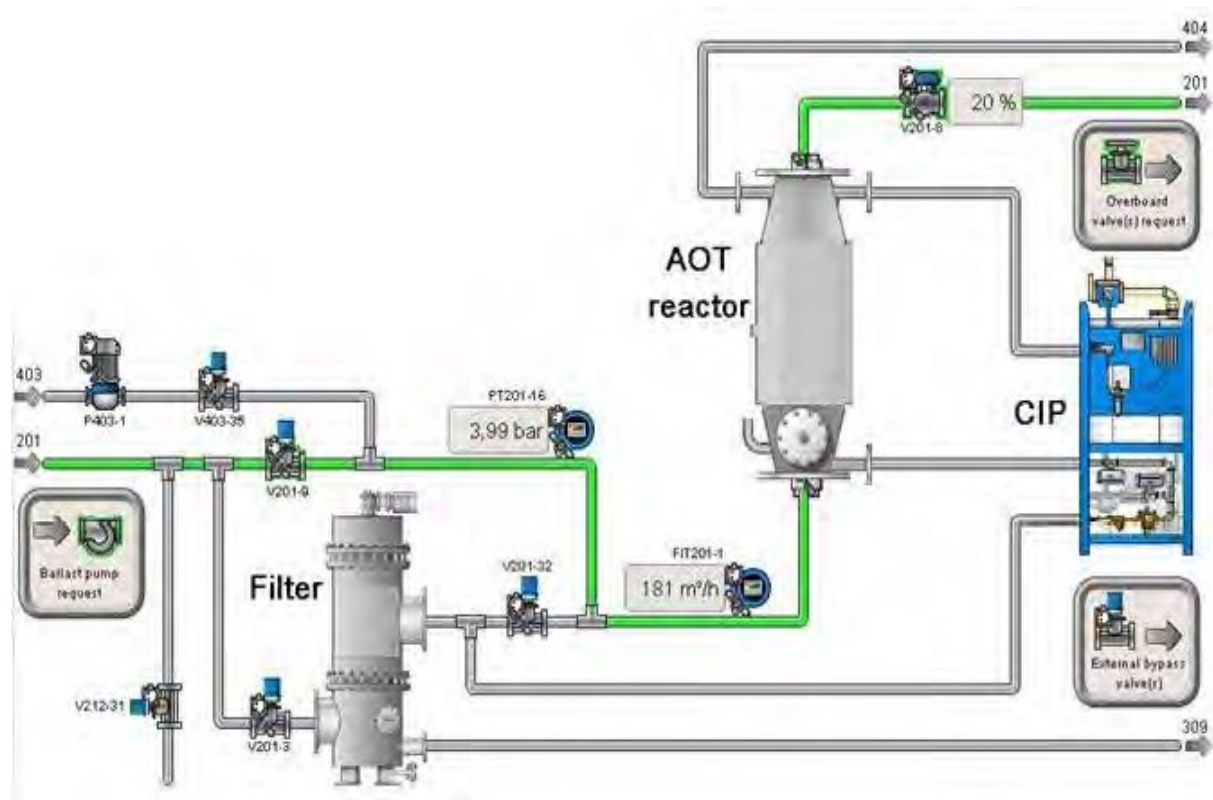 404
201
20 %
V201-8
Overboard
valve(s) request
AOT
reactor
403
P403-1
V403-35
PT201-16
3,99 bar
CIP
201
V201-9
Ballast pump
request
Filter
V201-32
FIT201-1
181 m³/h
External bypass
valve(s)
V212-31
V201-3
309